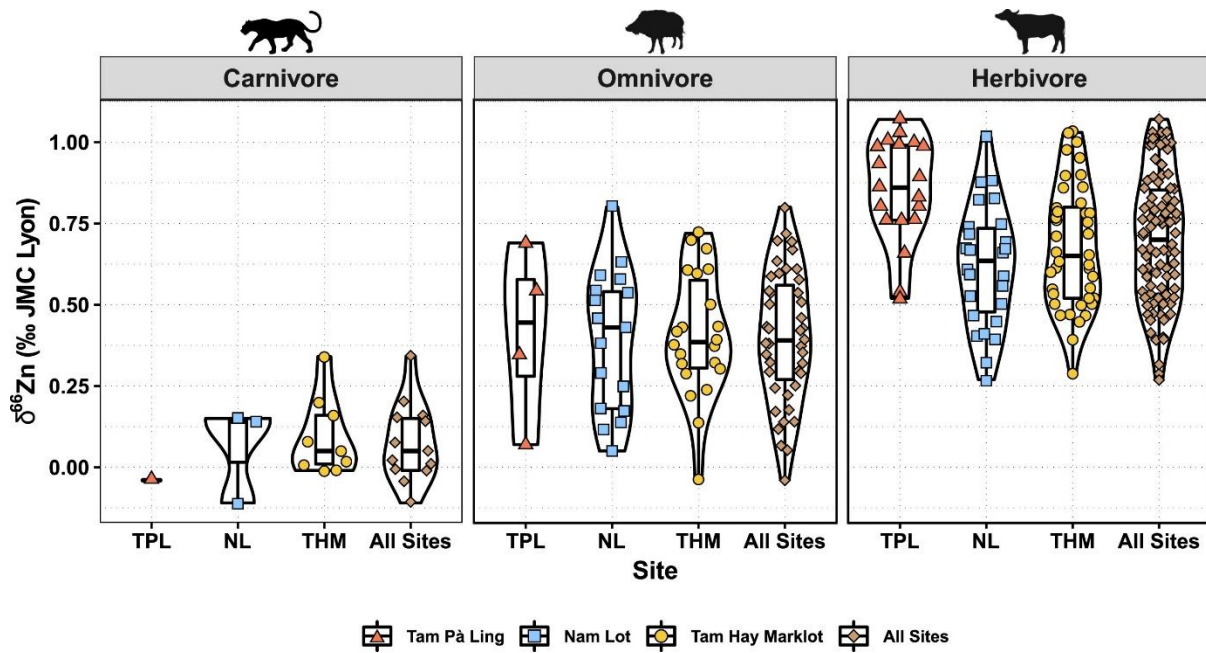 Carnivore
Omnivore
Herbivore
δ⁶⁶Zn (‰ JMC Lyon)
1.00
0.75
0.50
0.25
0.00
TPL NL THM All Sites
TPL NL THM All Sites
TPL NL THM All Sites
Site
Tam Pà Ling Nam Lot Tam Hay Marklot All Sites